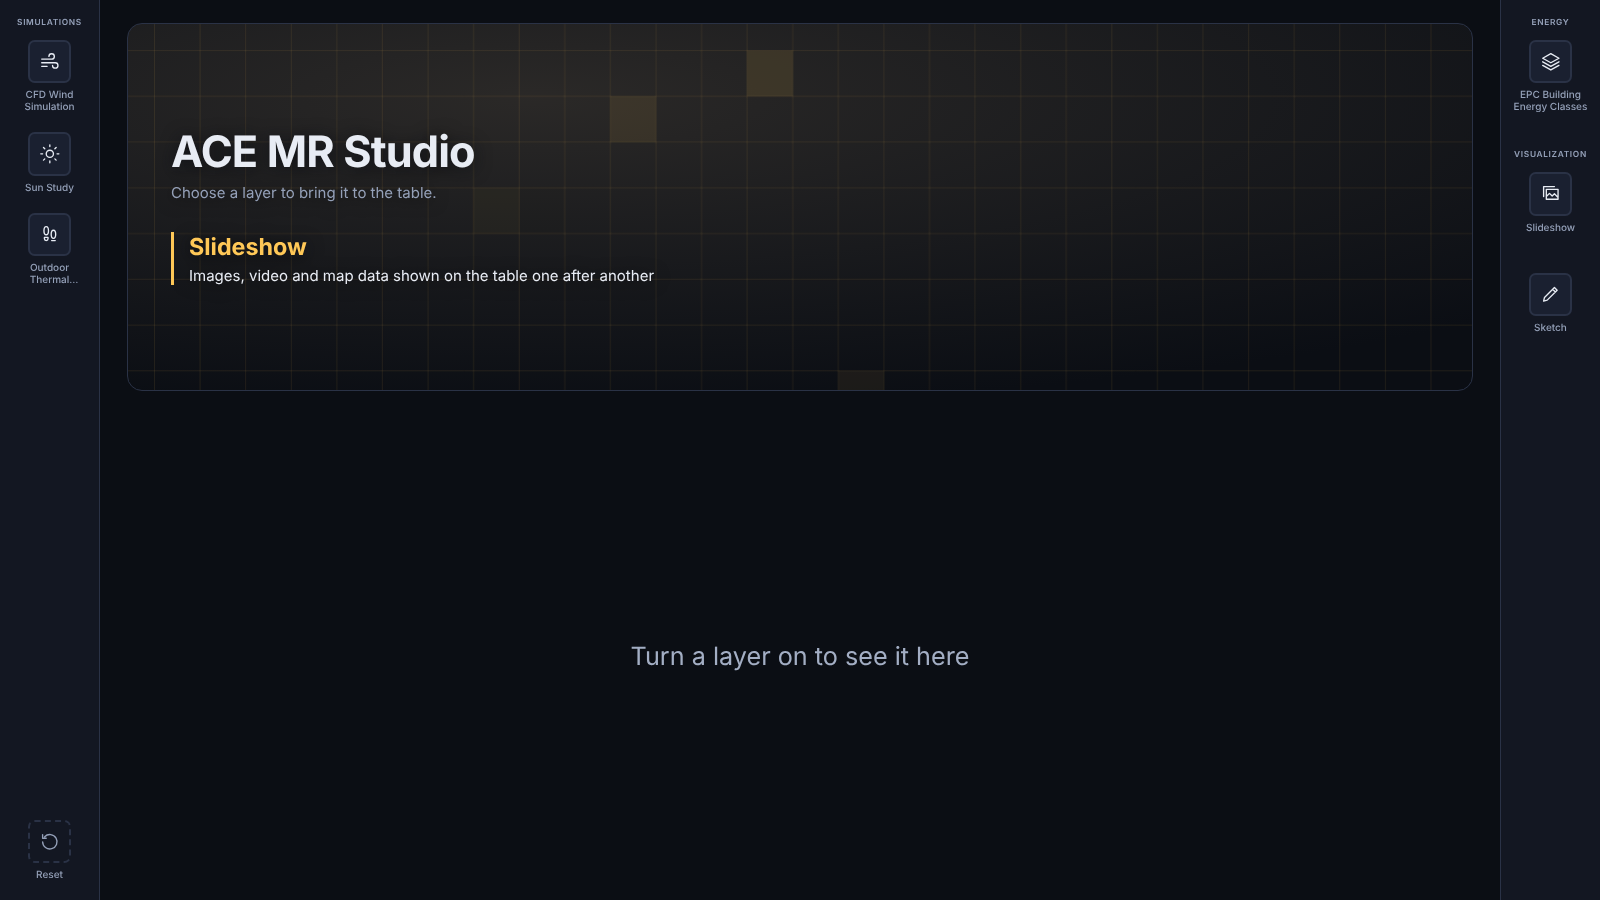 SIMULATIONS
CFD Wind
Simulation
Sun Study
Outdoor
Thermal...
Reset
ACE MR Studio
Choose a layer to bring it to the table.
Slideshow
Images, video and map data shown on the table one after another
Turn a layer on to see it here
ENERGY
EPC Building
Energy Classes
VISUALIZATION
Slideshow
Sketch